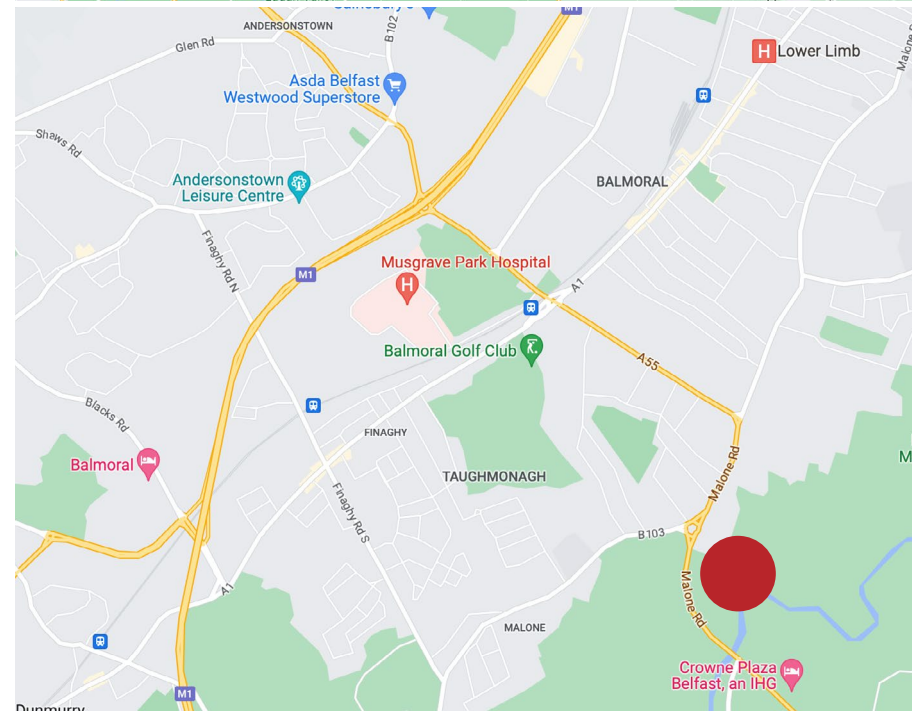 M1
ANDERSONSTOWN
B102
Glen Rd
H Lower Limb
Asda Belfast
Westwood Superstore
Shaws Rd
Andersonstown
Leisure Centre
BALMORAL
Finaghy Rd N
Musgrave Park Hospital
H
M1
A1
Balmoral Golf Club
A55
Blacks Rd
FINAGHY
Balmoral
TAUGHMONAGH
Malone Rd
Finaghy Rd S
B103
A1
Malone Rd
MALONE
Crowne Plaza
Belfast, an IHG
M1
Dunmurry